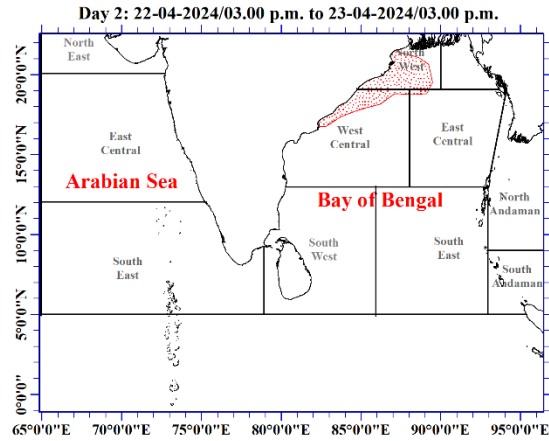 Day 2: 22-04-2024/03.00 p.m. to 23-04-2024/03.00 p.m.
North
East
North
West
20°0'0"N
East
Central
West
Central
East
Central
15°0'0"N
Arabian Sea
Bay of Bengal
North
Andaman
10°0'0"N
South
East
South
West
South
East
South
Andaman
5°0'0"N
0°0'0"
65°0'0"E
70°0'0"E
75°0'0"E
80°0'0"E
85°0'0"E
90°0'0"E
95°0'0"E